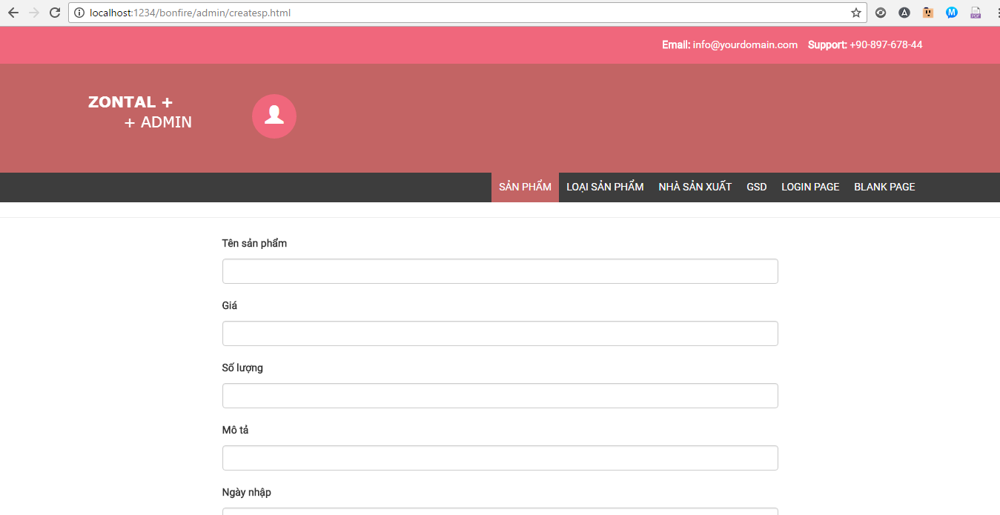 localhost:1234/bonfire/admin/createsp.html
Email: info@yourdomain.com Support: +90-897-678-44
ZONTAL +
+ ADMIN
SẢN PHẨM LOẠI SẢN PHẨM NHÀ SẢN XUẤT GSD LOGIN PAGE BLANK PAGE
Tên sản phẩm
Giá
Số lượng
Mô tả
Ngày nhập